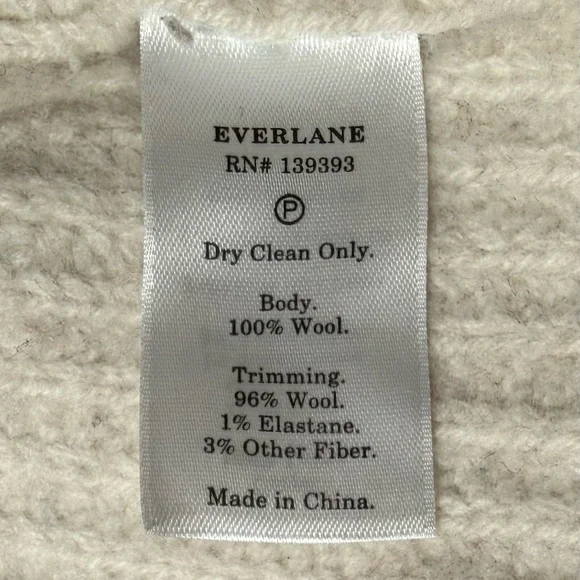 EVERLANE
RN# 139393
P
Dry Clean Only.
Body.
100% Wool.
Trimming.
96% Wool.
1% Elastane.
3% Other Fiber.
Made in China.